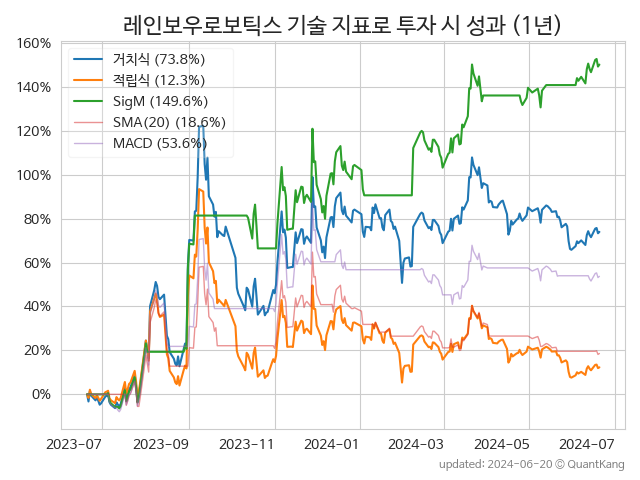 레인보우로보틱스 기술 지표로 투자 시 성과 (1년)
160%
140%
120%
100%
80%
60%
40%
20%
0%
거치식 (73.8%)
적립식 (12.3%)
SigM (149.6%)
SMA(20) (18.6%)
MACD (53.6%)
2023-07 2023-09 2023-11 2024-01 2024-03 2024-05 2024-07
updated: 2024-06-20 © QuantKang